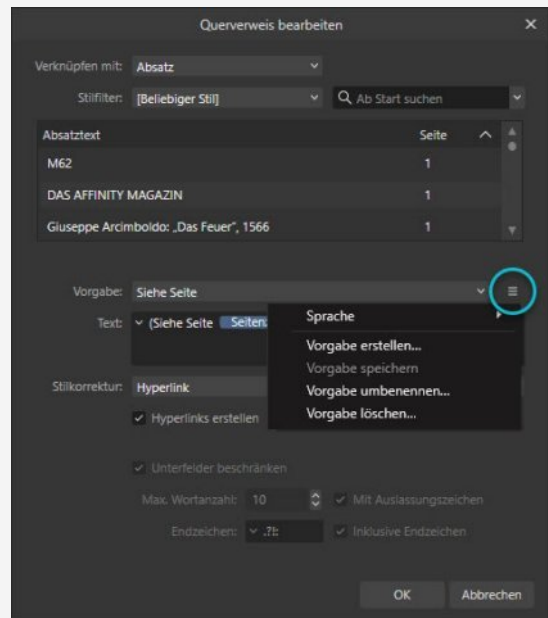 Querverweis bearbeiten
Verknüpfen mit: Absatz
Stilfilter: [Beliebiger Stil] Ab Start suchen
Absatztext Seite
M62 1
DAS AFFINITY MAGAZIN 1
Giuseppe Arcimboldo: „Das Feuer“, 1566 1
Vorgabe: Siehe Seite
Text: (Siehe Seite Seiten
Sprache
Vorgabe erstellen...
Vorgabe speichern
Vorgabe umbenennen...
Vorgabe löschen...
Stilkorrektur: Hyperlink
Hyperlinks erstellen
Unterfelder beschränken
Max. Wortanzahl: 10 Mit Auslassungszeichen
Endzeichen: .?!: Inklusive Endzeichen
OK Abbrechen